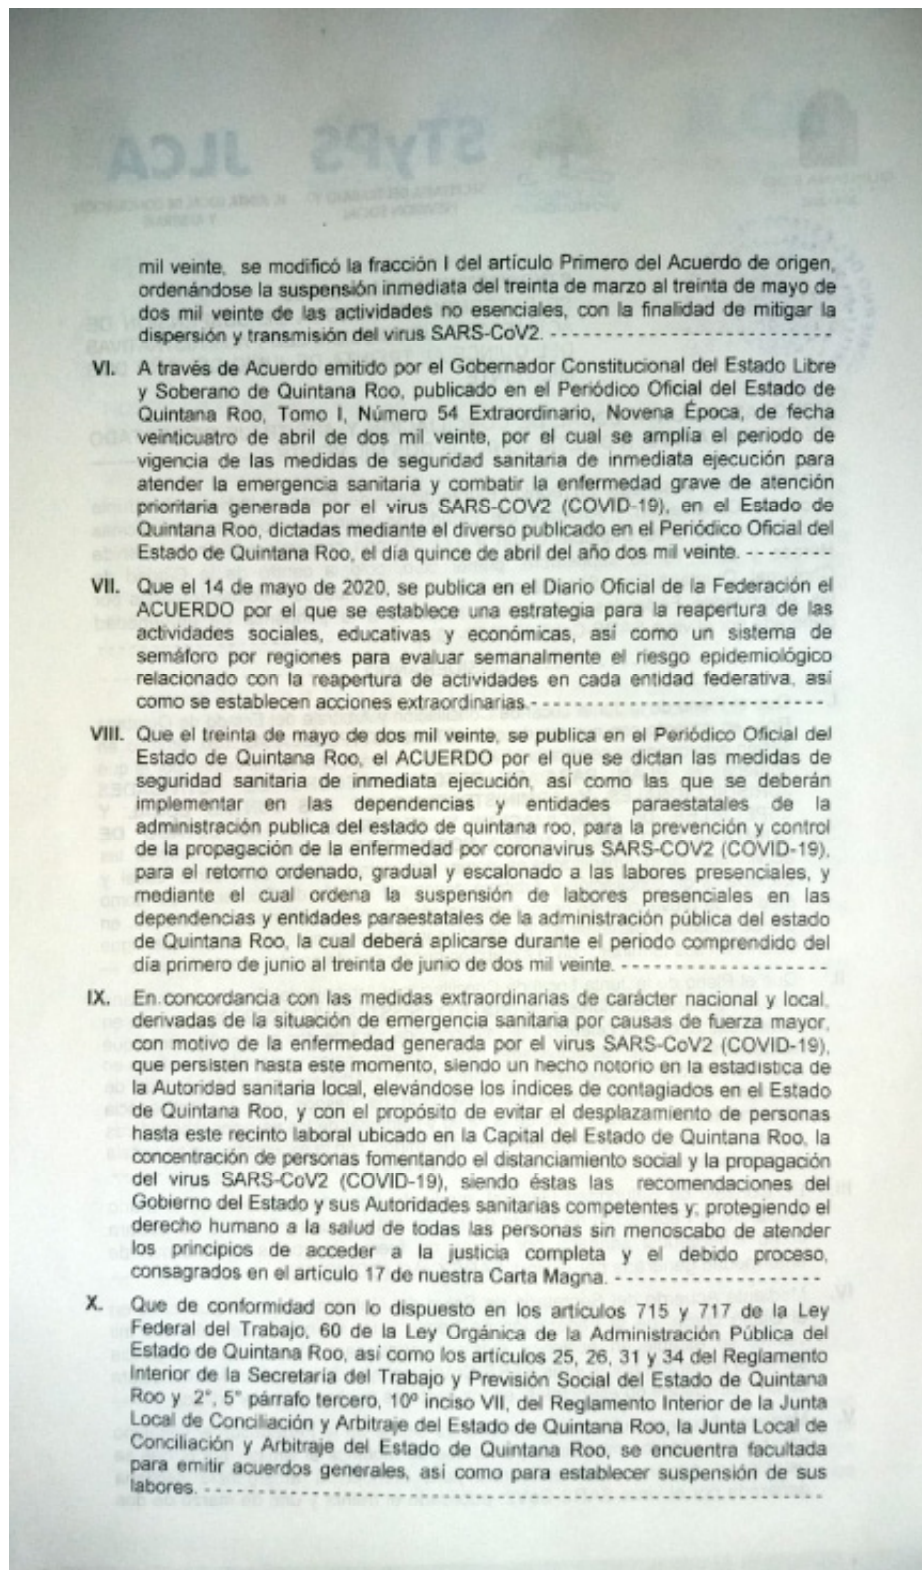 mil veinte, se modificó la fracción I del artículo Primero del Acuerdo de origen,
ordenándose la suspensión inmediata del treinta de marzo al treinta de mayo de
dos mil veinte de las actividades no esenciales, con la finalidad de mitigar la
dispersión y transmisión del virus SARS-CoV2. - - - - - - - - - - - - - - - - - - - - - - - -
VI. A través de Acuerdo emitido por el Gobernador Constitucional del Estado Libre
y Soberano de Quintana Roo, publicado en el Periódico Oficial del Estado de
Quintana Roo, Tomo I, Número 54 Extraordinario, Novena Época, de fecha
veinticuatro de abril de dos mil veinte, por el cual se amplía el periodo de
vigencia de las medidas de seguridad sanitaria de inmediata ejecución para
atender la emergencia sanitaria y combatir la enfermedad grave de atención
prioritaria generada por el virus SARS-COV2 (COVID-19), en el Estado de
Quintana Roo, dictadas mediante el diverso publicado en el Periódico Oficial del
Estado de Quintana Roo, el día quince de abril del año dos mil veinte. - - - - - - - -
VII. Que el 14 de mayo de 2020, se publica en el Diario Oficial de la Federación el
ACUERDO por el que se establece una estrategia para la reapertura de las
actividades sociales, educativas y económicas, así como un sistema de
semáforo por regiones para evaluar semanalmente el riesgo epidemiológico
relacionado con la reapertura de actividades en cada entidad federativa, así
como se establecen acciones extraordinarias.- - - - - - - - - - - - - - - - - - - - - - - - - -
VIII. Que el treinta de mayo de dos mil veinte, se publica en el Periódico Oficial del
Estado de Quintana Roo, el ACUERDO por el que se dictan las medidas de
seguridad sanitaria de inmediata ejecución, así como las que se deberán
implementar en las dependencias y entidades paraestatales de la
administración publica del estado de quintana roo, para la prevención y control
de la propagación de la enfermedad por coronavirus SARS-COV2 (COVID-19),
para el retorno ordenado, gradual y escalonado a las labores presenciales, y
mediante el cual ordena la suspensión de labores presenciales en las
dependencias y entidades paraestatales de la administración pública del estado
de Quintana Roo, la cual deberá aplicarse durante el periodo comprendido del
día primero de junio al treinta de junio de dos mil veinte. - - - - - - - - - - - - - - - - - -
IX. En concordancia con las medidas extraordinarias de carácter nacional y local,
derivadas de la situación de emergencia sanitaria por causas de fuerza mayor,
con motivo de la enfermedad generada por el virus SARS-CoV2 (COVID-19),
que persisten hasta este momento, siendo un hecho notorio en la estadística de
la Autoridad sanitaria local, elevándose los índices de contagiados en el Estado
de Quintana Roo, y con el propósito de evitar el desplazamiento de personas
hasta este recinto laboral ubicado en la Capital del Estado de Quintana Roo, la
concentración de personas fomentando el distanciamiento social y la propagación
del virus SARS-CoV2 (COVID-19), siendo éstas las recomendaciones del
Gobierno del Estado y sus Autoridades sanitarias competentes y; protegiendo el
derecho humano a la salud de todas las personas sin menoscabo de atender
los principios de acceder a la justicia completa y el debido proceso,
consagrados en el artículo 17 de nuestra Carta Magna. - - - - - - - - - - - - - - - - - -
X. Que de conformidad con lo dispuesto en los artículos 715 y 717 de la Ley
Federal del Trabajo, 60 de la Ley Orgánica de la Administración Pública del
Estado de Quintana Roo, así como los artículos 25, 26, 31 y 34 del Reglamento
Interior de la Secretaría del Trabajo y Previsión Social del Estado de Quintana
Roo y 2°, 5° párrafo tercero, 10º inciso VII, del Reglamento Interior de la Junta
Local de Conciliación y Arbitraje del Estado de Quintana Roo, la Junta Local de
Conciliación y Arbitraje del Estado de Quintana Roo, se encuentra facultada
para emitir acuerdos generales, así como para establecer suspensión de sus
labores. - - - - - - - - - - - - - - - - - - - - - - - - - - - - - - - - - - - - - - - - - - - - - - - - - - -